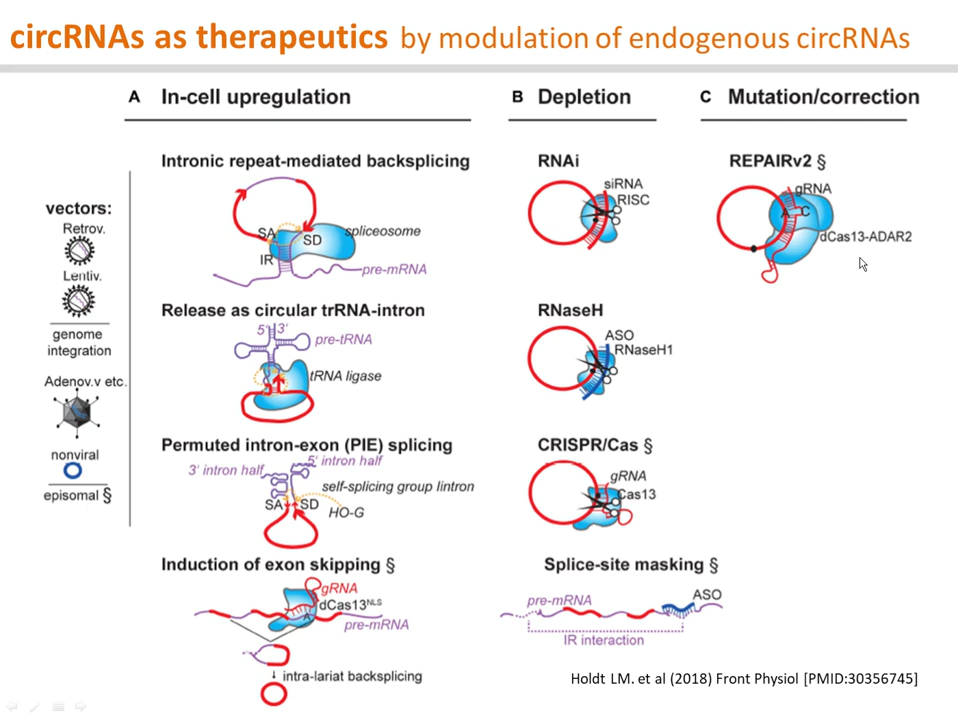 circRNAs as therapeutics by modulation of endogenous circRNAs
A In-cell upregulation
B Depletion
C Mutation/correction
vectors:
Retrov.
Lentiv.
genome
integration
Adenov.v etc.
nonviral
episomal §
Intronic repeat-mediated backsplicing
SA
SD
spliceosome
IR
pre-mRNA
Release as circular trRNA-intron
5' 3'
pre-tRNA
tRNA ligase
Permuted intron-exon (PIE) splicing
3' intron half
5' intron half
self-splicing group Iintron
SA
SD
HO-G
Induction of exon skipping §
gRNA
dCas13NLS
A
pre-mRNA
intra-lariat backsplicing
RNAi
siRNA
RISC
RNaseH
ASO
RNaseH1
CRISPR/Cas §
gRNA
Cas13
Splice-site masking §
pre-mRNA
ASO
IR interaction
REPAIRv2 §
gRNA
A C
dCas13-ADAR2
Holdt LM. et al (2018) Front Physiol [PMID:30356745]